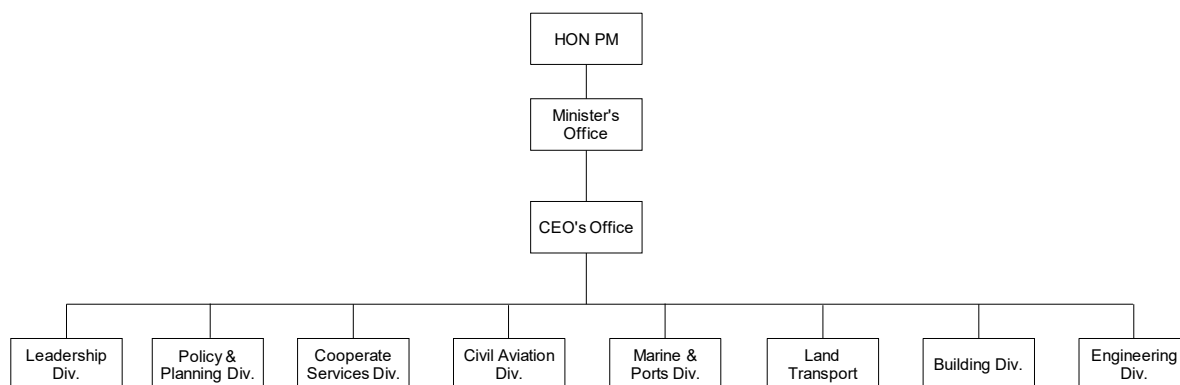 HON PM
Minister's
Office
CEO's Office
Leadership
Div.
Policy &
Planning Div.
Cooperate
Services Div.
Civil Aviation
Div.
Marine &
Ports Div.
Land
Transport
Building Div.
Engineering
Div.